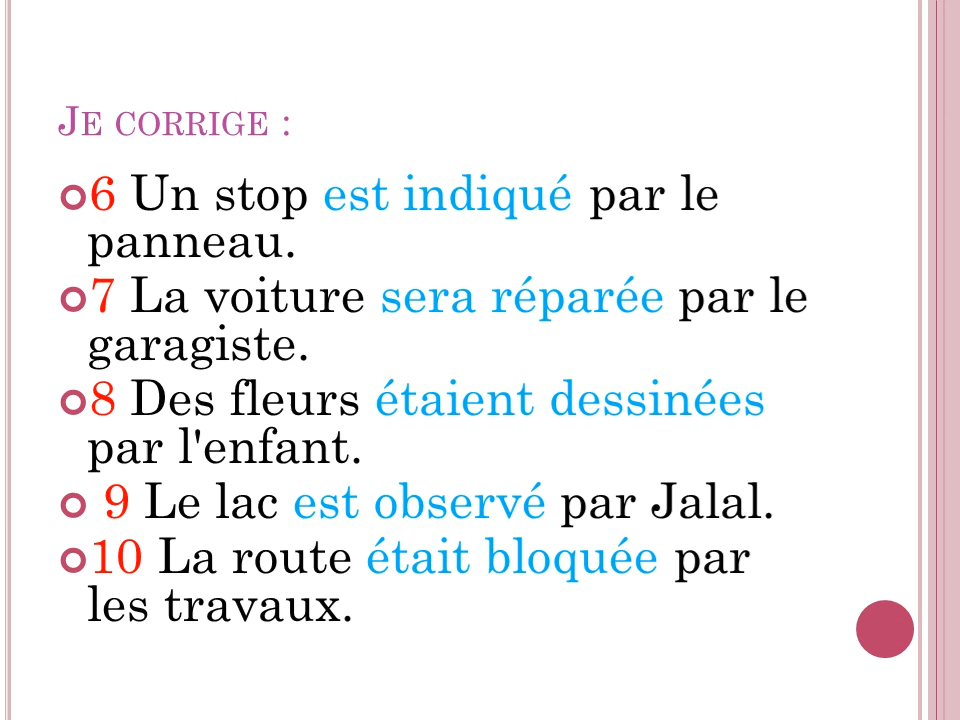 JE CORRIGE :
6 Un stop est indiqué par le
panneau.
7 La voiture sera réparée par le
garagiste.
8 Des fleurs étaient dessinées
par l'enfant.
9 Le lac est observé par Jalal.
10 La route était bloquée par
les travaux.